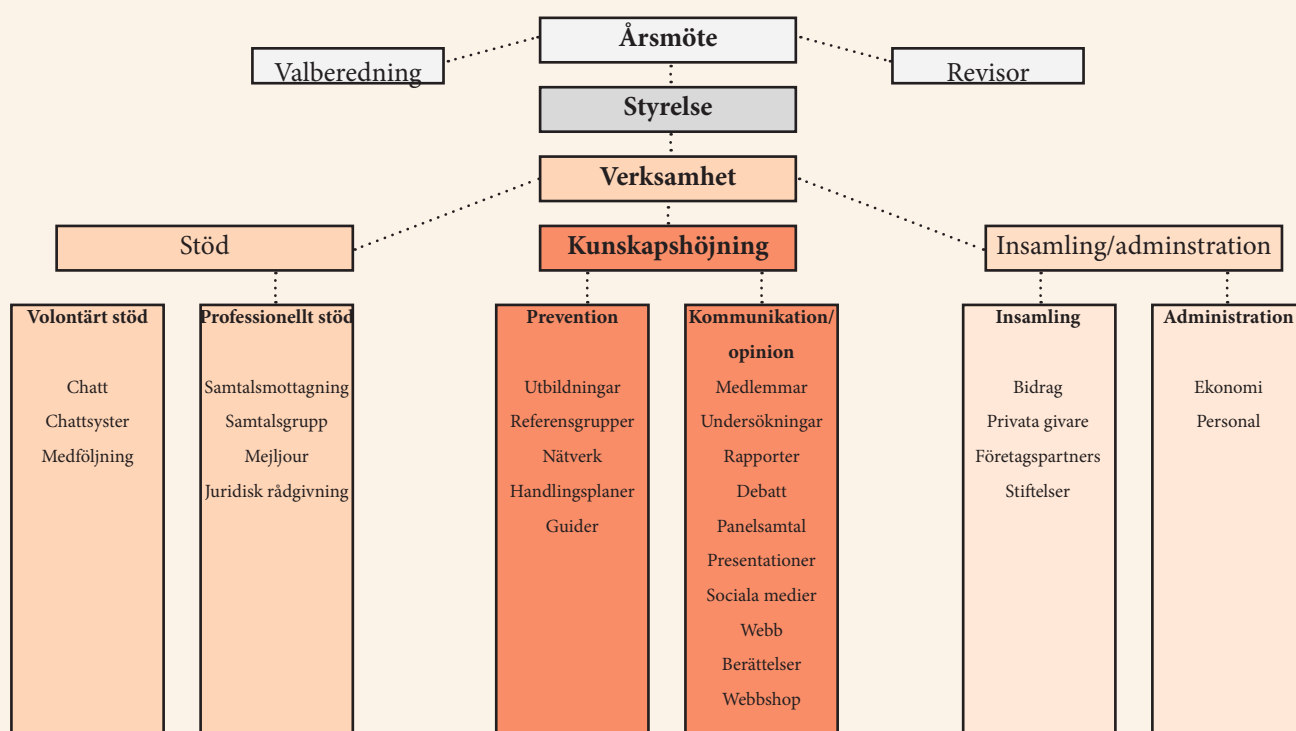 Årsmöte
Valberedning
Revisor
Styrelse
Verksamhet
Stöd
Kunskapshöjning
Insamling/adminstration
Volontärt stöd
Chatt
Chattsyster
Medföljning
Professionellt stöd
Samtalsmottagning
Samtalsgrupp
Mejljour
Juridisk rådgivning
Prevention
Utbildningar
Referensgrupper
Nätverk
Handlingsplaner
Guider
Kommunikation/
opinion
Medlemmar
Undersökningar
Rapporter
Debatt
Panelsamtal
Presentationer
Sociala medier
Webb
Berättelser
Webbshop
Insamling
Bidrag
Privata givare
Företagspartners
Stiftelser
Administration
Ekonomi
Personal